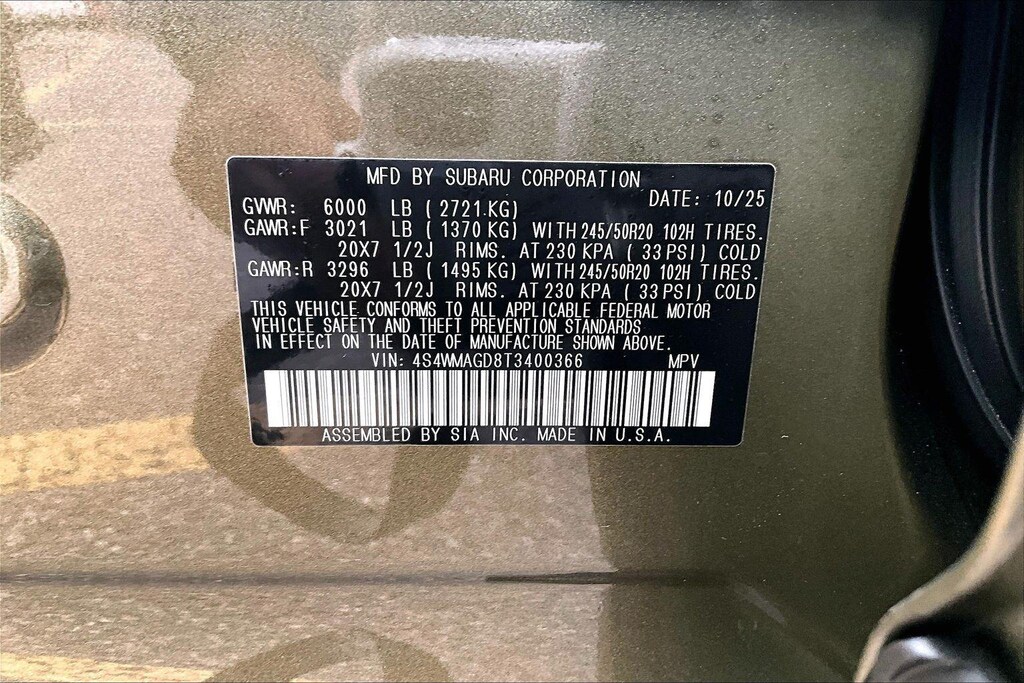 MFD BY SUBARU CORPORATION
DATE: 10/25
GVWR: 6000 LB ( 2721.KG)
GAWR:F 3021 LB ( 1370 KG) WITH 245/50R20 102H TIRES.
20X7 1/2J RIMS. AT 230 KPA ( 33 PSI) COLD
GAWR:R 3296 LB ( 1495 KG) WITH 245/50R20 102H TIRES.
20X7 1/2J RIMS. AT 230 KPA ( 33 PSI) COLD
THIS VEHICLE CONFORMS TO ALL APPLICABLE FEDERAL MOTOR
VEHICLE SAFETY AND THEFT PREVENTION STANDARDS
IN EFFECT ON THE DATE OF MANUFACTURE SHOWN ABOVE.
VIN: 4S4WMAGD8T3400366 MPV
ASSEMBLED BY SIA INC. MADE IN U.S.A.